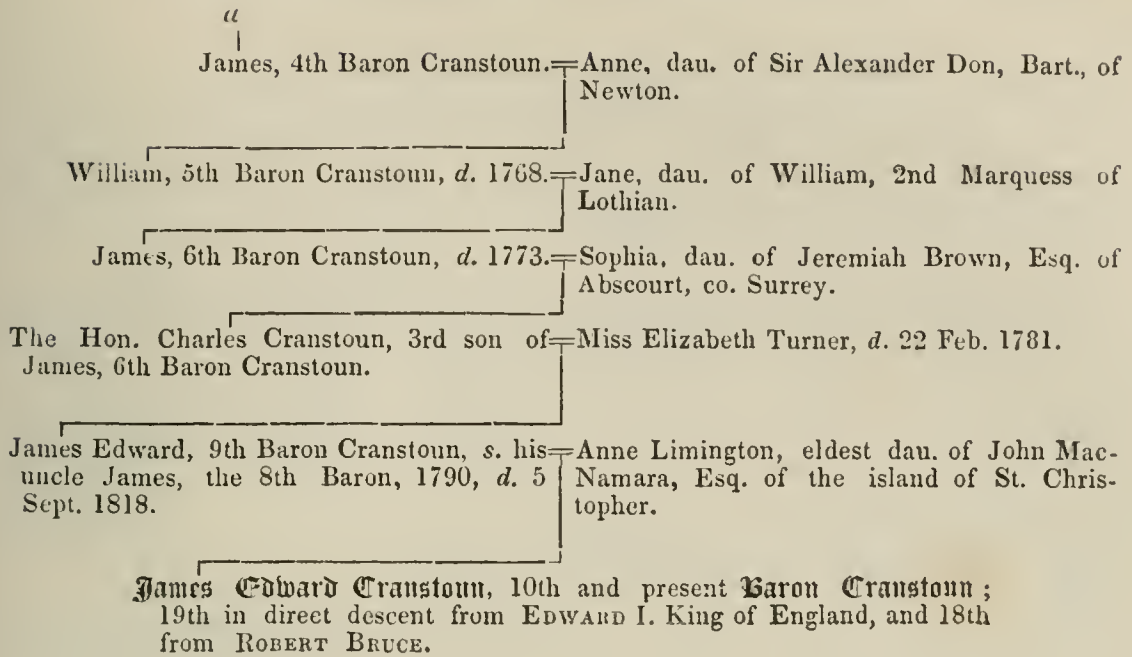 a
James, 4th Baron Cranstoun.=Anne, dau. of Sir Alexander Don, Bart., of
Newton.
William, 5th Baron Cranstoun, d. 1768.=Jane, dau. of William, 2nd Marquess of
Lothian.
James, 6th Baron Cranstoun, d. 1773.=Sophia, dau. of Jeremiah Brown, Esq. of
Abscourt, co. Surrey.
The Hon. Charles Cranstoun, 3rd son of=Miss Elizabeth Turner, d. 22 Feb. 1781.
James, 6th Baron Cranstoun.
James Edward, 9th Baron Cranstoun, s. his=Anne Limington, eldest dau. of John Mac-
uncle James, the 8th Baron, 1790, d. 5 Namara, Esq. of the island of St. Chris-
Sept. 1818. topher.
James Edward Cranstoun, 10th and present Baron Cranstoun;
19th in direct descent from EDWARD I. King of England, and 18th
from ROBERT BRUCE.